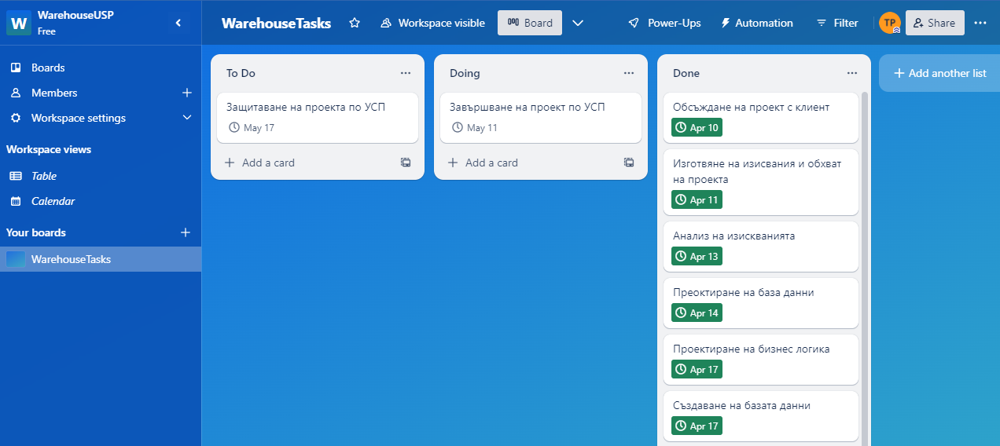 W
WarehouseUSP
Free
Boards
Members
Workspace settings
Workspace views
Table
Calendar
Your boards
WarehouseTasks
WarehouseTasks
Workspace visible
Board
Power-Ups
Automation
Filter
TP
Share
To Do
Защитаване на проекта по УСП
May 17
Add a card
Doing
Завършване на проект по УСП
May 11
Add a card
Done
Обсъждане на проект с клиент
Apr 10
Изготвяне на изисвания и обхват
на проекта
Apr 11
Анализ на изискванията
Apr 13
Преоктиране на база данни
Apr 14
Проектиране на бизнес логика
Apr 17
Създаване на базата данни
Apr 17
Add another list